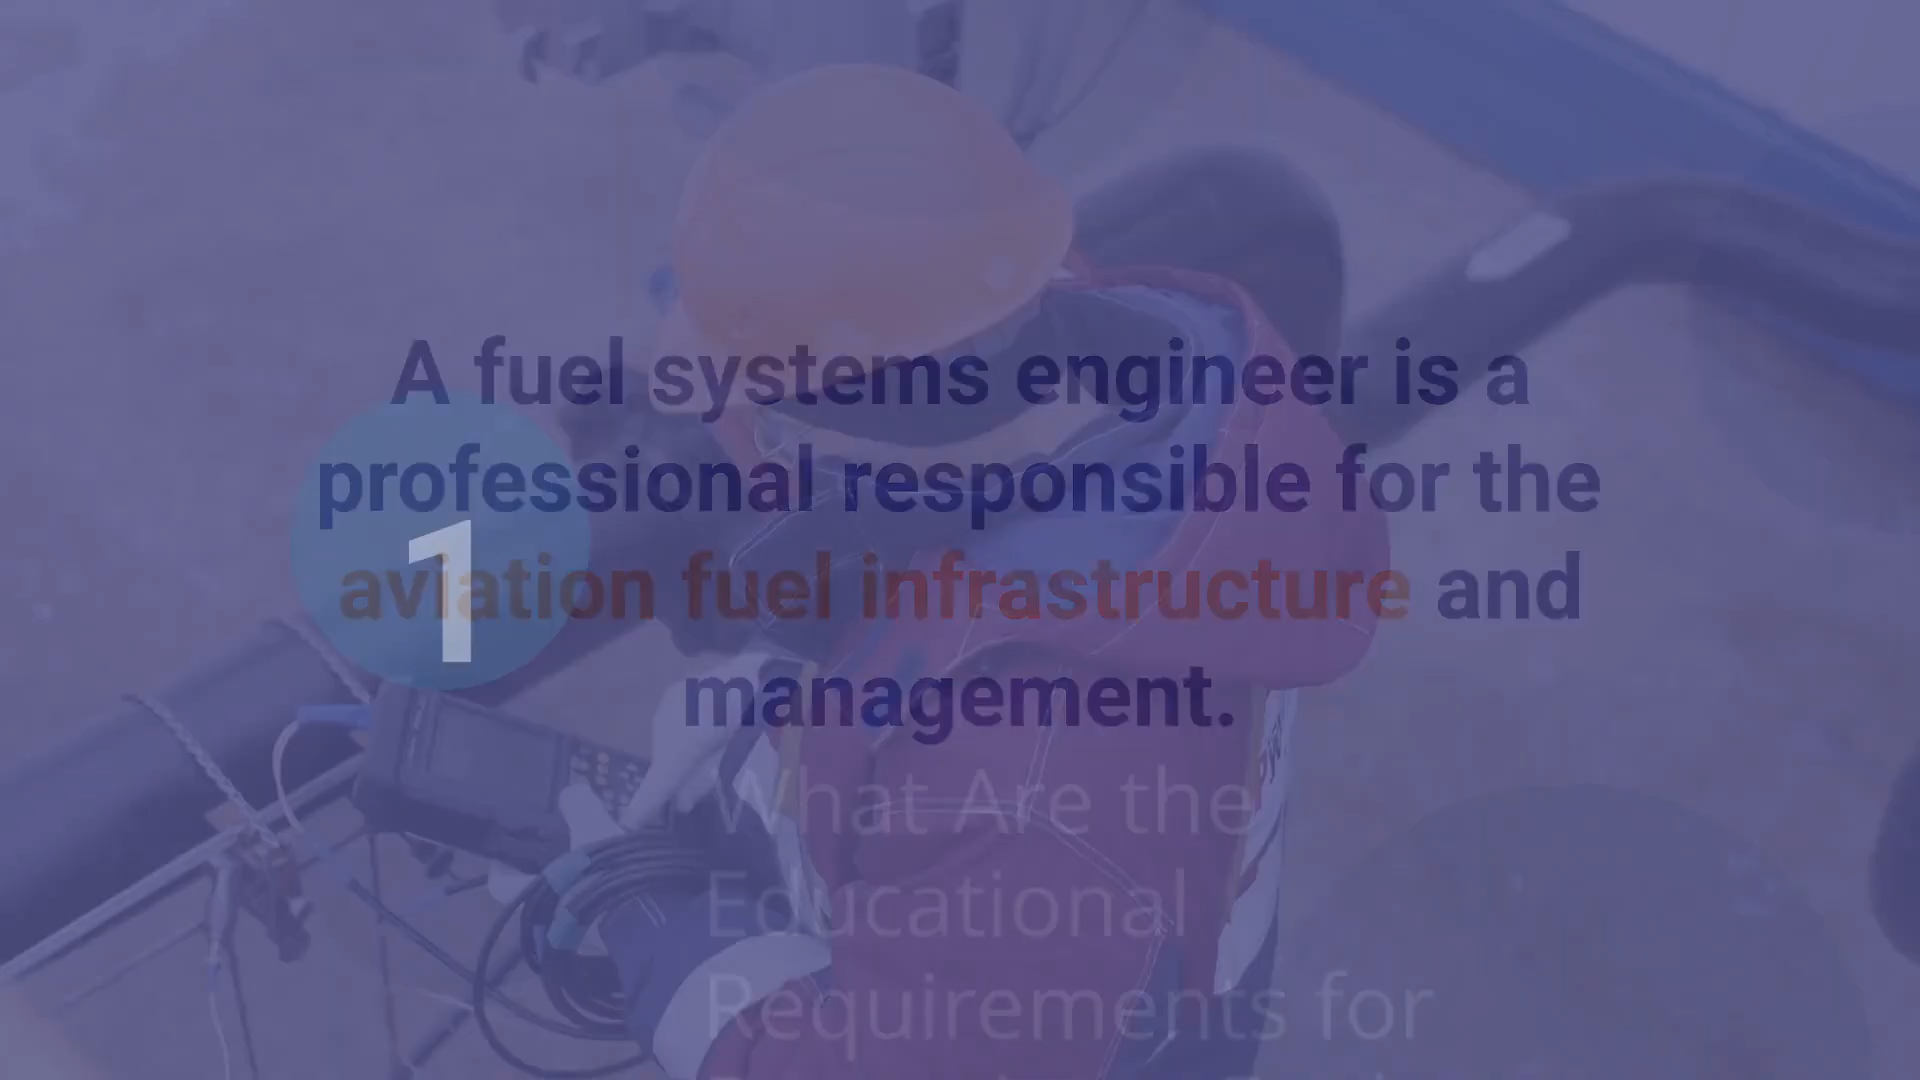 A fuel systems engineer is a
professional responsible for the
aviation fuel infrastructure and
management.
1
What Are the
Educational
Requirements for